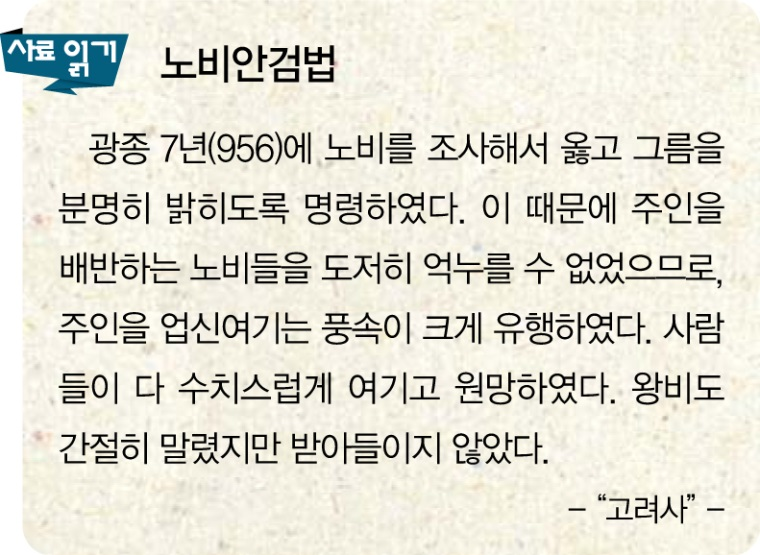 사료 읽기
노비안검법
광종 7년(956)에 노비를 조사해서 옳고 그름을
분명히 밝히도록 명령하였다. 이 때문에 주인을
배반하는 노비들을 도저히 억누를 수 없었으므로,
주인을 업신여기는 풍속이 크게 유행하였다. 사람
들이 다 수치스럽게 여기고 원망하였다. 왕비도
간절히 말렸지만 받아들이지 않았다.
– “고려사” –